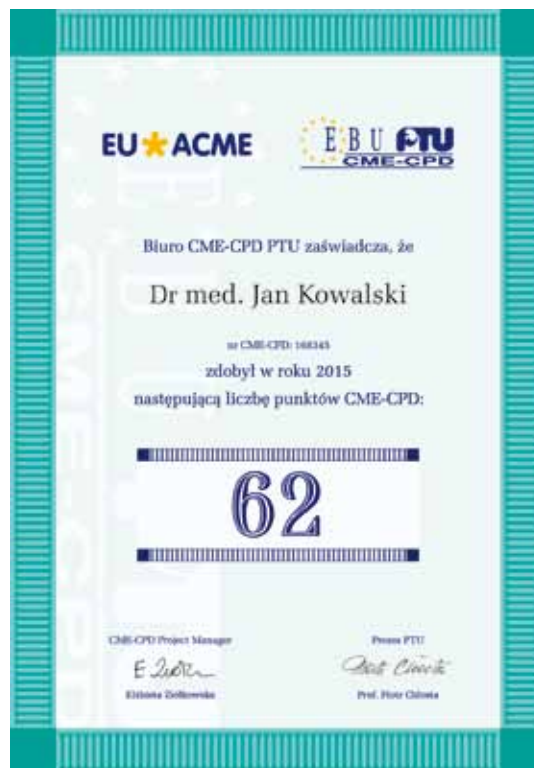 EU ACME
EBU PTU
CME-CPD
Biuro CME-CPD PTU zaświadcza, że
Dr med. Jan Kowalski
nr CME-CPD: 168345
zdobył w roku 2015
następującą liczbę punktów CME-CPD:
62
CME-CPD Project Manager
Prezes PTU
Elżbieta Ziółkowska
Prof. Piotr Chłosta